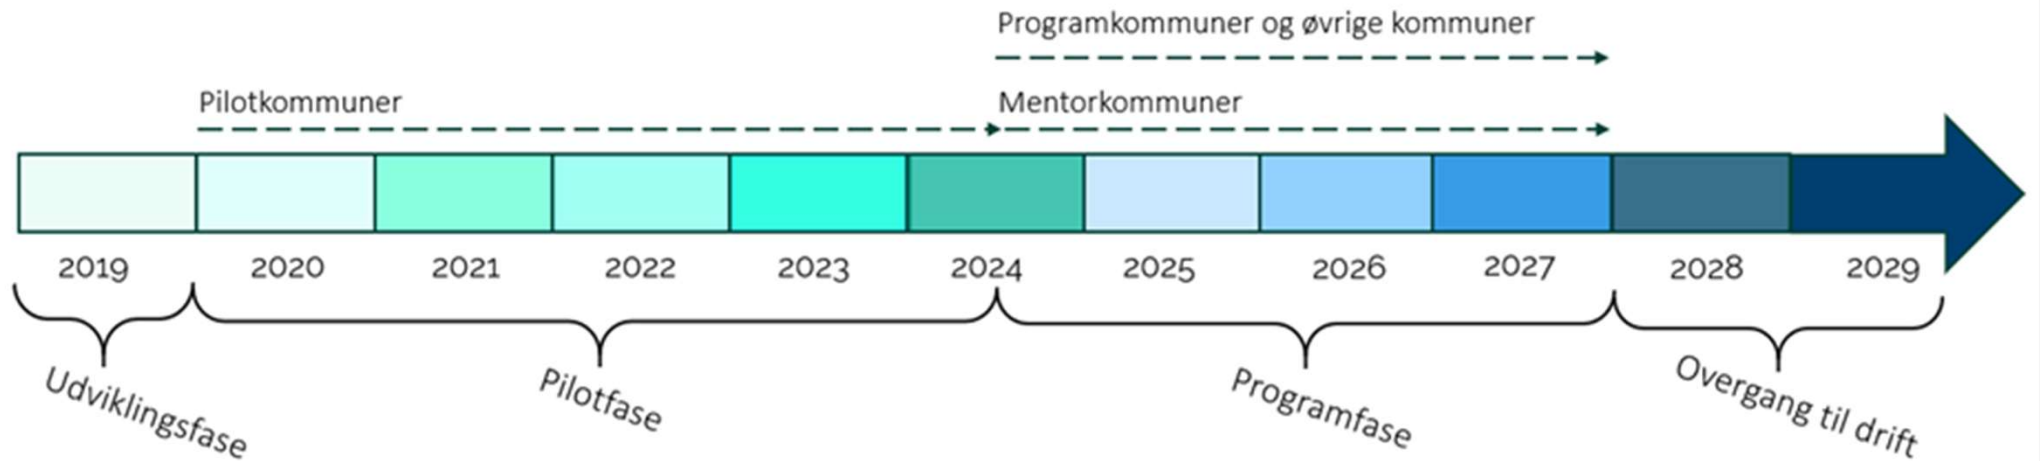 Programkommuner og øvrige kommuner
Pilotkommuner
Mentorkommuner
2019
2020
2021
2022
2023
2024
2025
2026
2027
2028
2029
Udviklingsfase
Pilotfase
Programfase
Overgang til drift